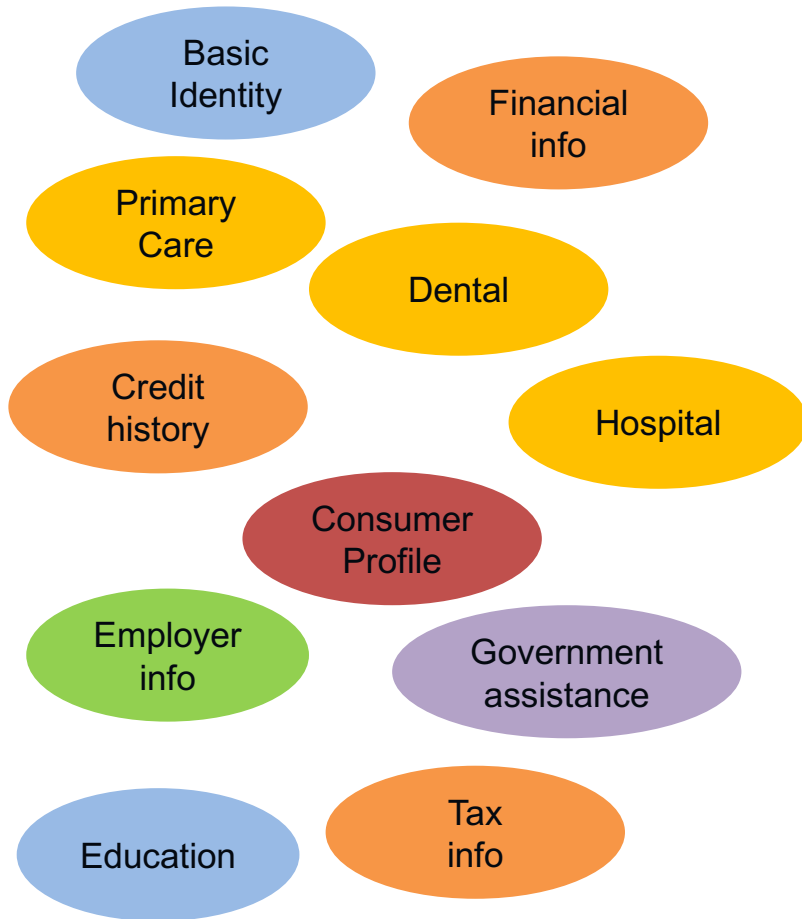 Basic
Identity
Financial
info
Primary
Care
Dental
Credit
history
Hospital
Consumer
Profile
Employer
info
Government
assistance
Tax
info
Education